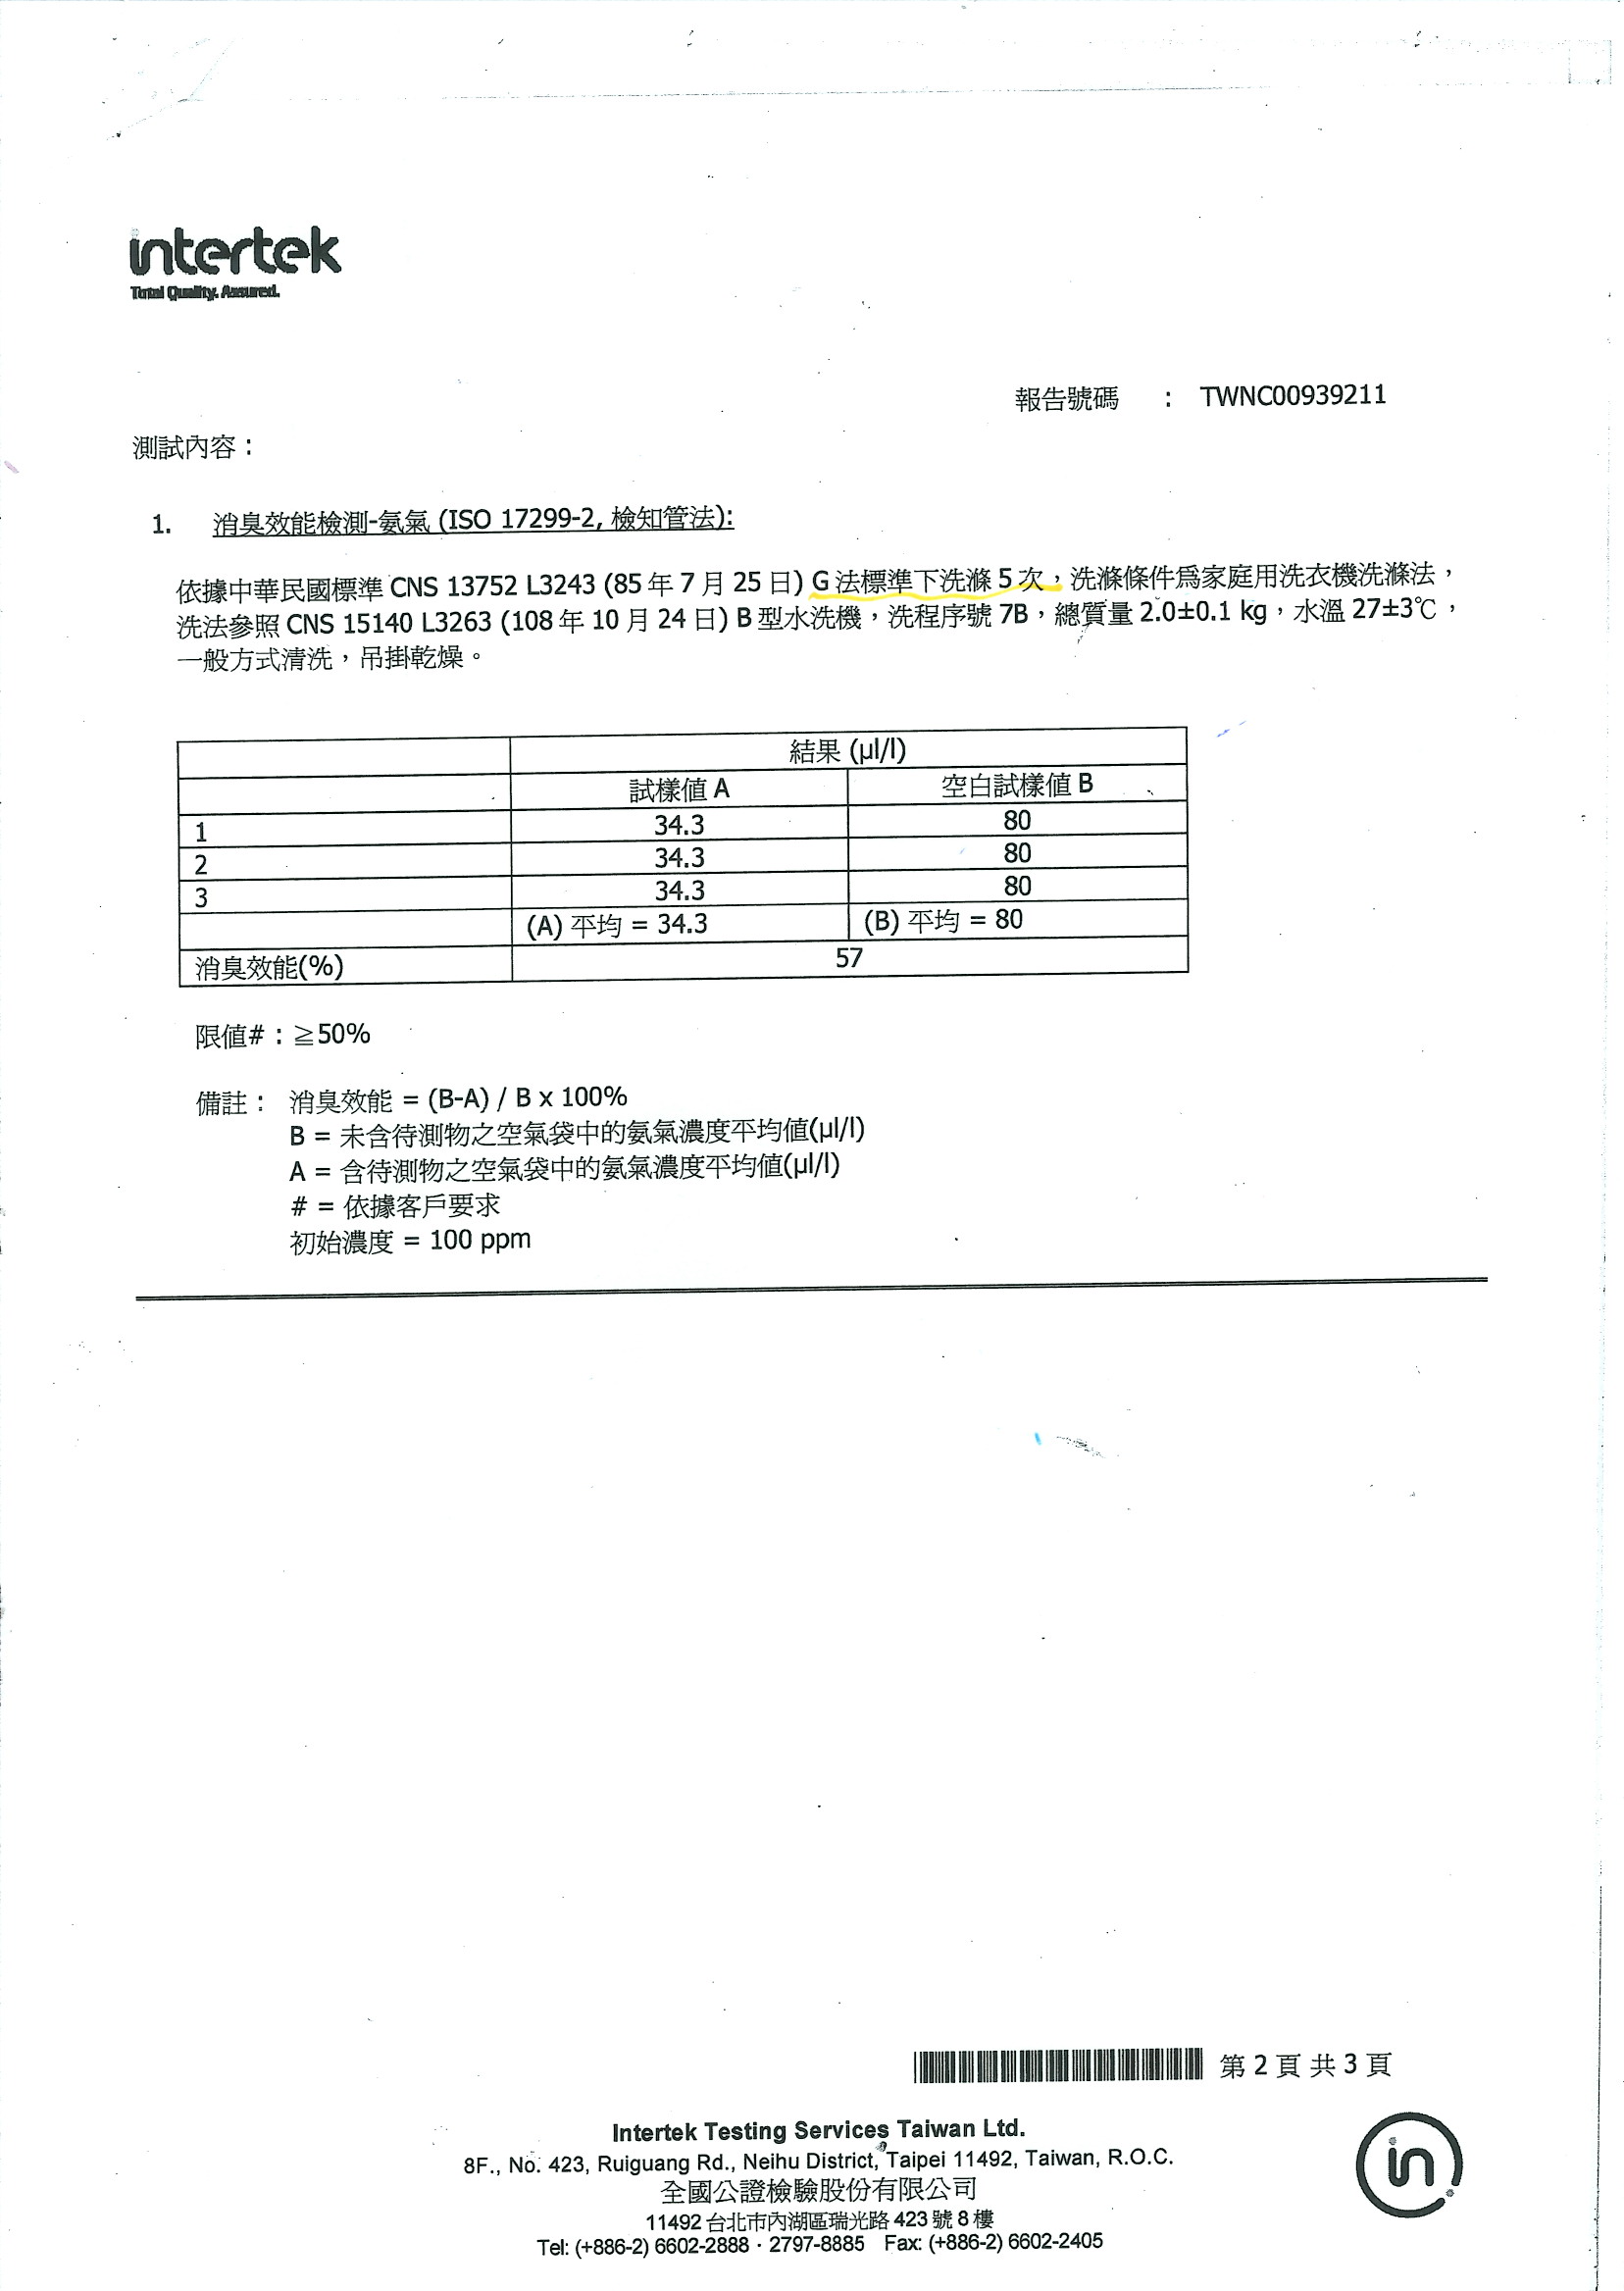 intertek
Total Quality. Assured.
報告號碼 : TWNC00939211
測試內容：
1. 消臭效能檢測-氨氣 (ISO 17299-2, 檢知管法):
依據中華民國標準 CNS 13752 L3243 (85 年 7 月 25 日) G 法標準下洗滌 5 次，洗滌條件爲家庭用洗衣機洗滌法，
洗法參照 CNS 15140 L3263 (108 年 10 月 24 日) B 型水洗機，洗程序號 7B，總質量 2.0±0.1 kg，水溫 27±3℃，
一般方式清洗，吊掛乾燥。
結果 (µl/l)
試樣值 A 空白試樣值 B
1 34.3 80
2 34.3 80
3 34.3 80
(A) 平均 = 34.3 (B) 平均 = 80
消臭效能(%) 57
限值#：≧50%
備註： 消臭效能 = (B-A) / B x 100%
B = 未含待測物之空氣袋中的氨氣濃度平均值(µl/l)
A = 含待測物之空氣袋中的氨氣濃度平均值(µl/l)
# = 依據客戶要求
初始濃度 = 100 ppm
第 2 頁 共 3 頁
Intertek Testing Services Taiwan Ltd.
8F., No. 423, Ruiguang Rd., Neihu District, Taipei 11492, Taiwan, R.O.C.
全國公證檢驗股份有限公司
11492 台北市內湖區瑞光路 423 號 8 樓
Tel: (+886-2) 6602-2888 · 2797-8885 Fax: (+886-2) 6602-2405
in